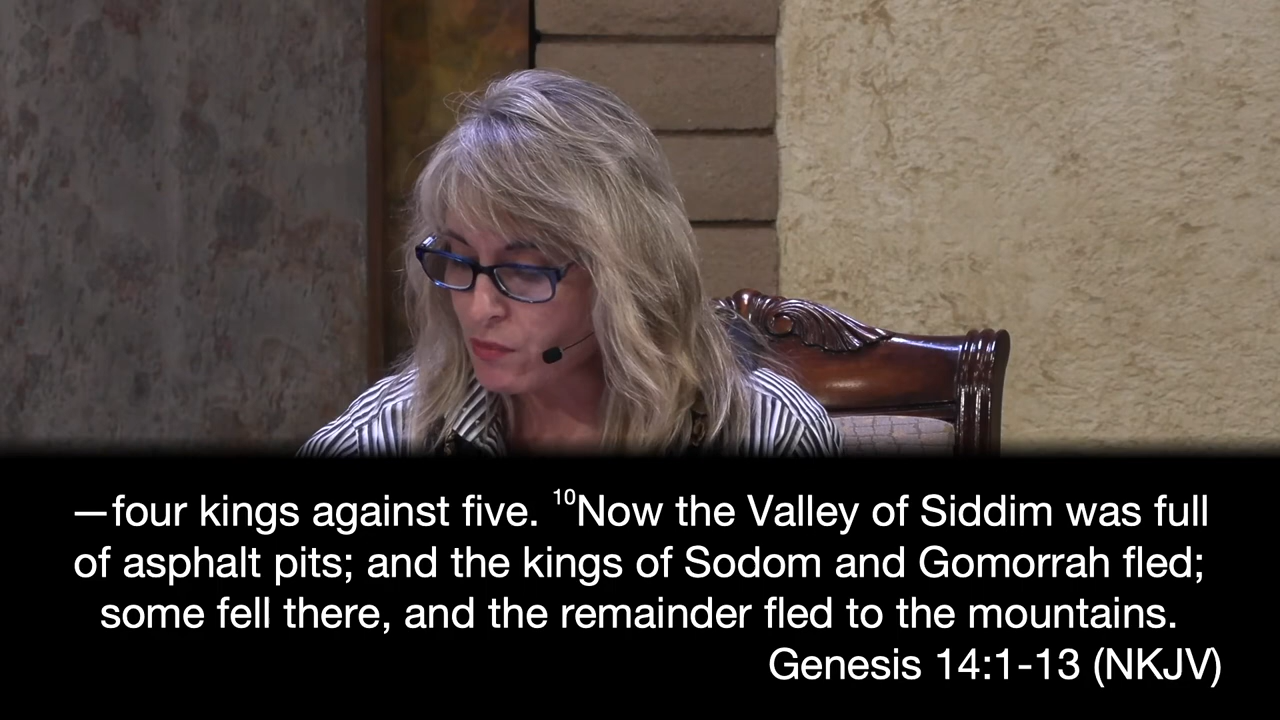 —four kings against five. ¹⁰Now the Valley of Siddim was full
of asphalt pits; and the kings of Sodom and Gomorrah fled;
some fell there, and the remainder fled to the mountains.
Genesis 14:1-13 (NKJV)